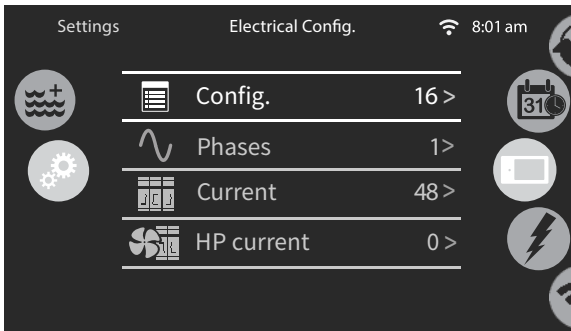 Settings Electrical Config. 8:01 am
Config. 16 >
31
Phases 1 >
Current 48 >
HP current 0 >